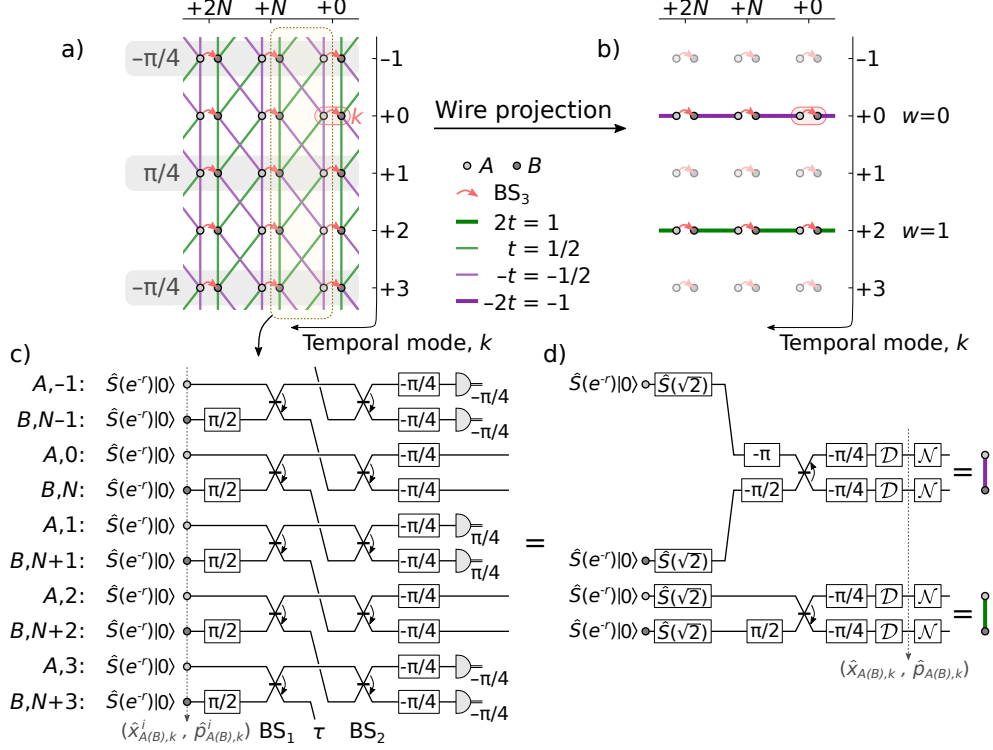 +2N +N +0
+2N +N +0
a)
b)
–π/4
–1
–1
k
+0
+0 w=0
Wire projection
π/4
+1
+1
A B
BS3
2t = 1
t = 1/2
–t = –1/2
–2t = –1
+2
+2 w=1
–π/4
+3
+3
Temporal mode, k
Temporal mode, k
c)
d)
A,–1: Ŝ(e-r)|0⟩ -π/4 –π/4
B,N–1: Ŝ(e-r)|0⟩ π/2 -π/4 –π/4
A,0: Ŝ(e-r)|0⟩ -π/4
B,N: Ŝ(e-r)|0⟩ π/2 -π/4
A,1: Ŝ(e-r)|0⟩ -π/4 π/4
B,N+1: Ŝ(e-r)|0⟩ π/2 -π/4 π/4
A,2: Ŝ(e-r)|0⟩ -π/4
B,N+2: Ŝ(e-r)|0⟩ π/2 -π/4
A,3: Ŝ(e-r)|0⟩ -π/4 –π/4
B,N+3: Ŝ(e-r)|0⟩ π/2 -π/4 –π/4
(x̂iA(B),k , p̂iA(B),k) BS1 τ BS2
=
Ŝ(e-r)|0⟩ Ŝ(√2)
-π -π/4 𝒟 𝒩 =
-π/2 -π/4 𝒟 𝒩
Ŝ(e-r)|0⟩ Ŝ(√2)
Ŝ(e-r)|0⟩ Ŝ(√2) -π/4 𝒟 𝒩 =
Ŝ(e-r)|0⟩ Ŝ(√2) π/2 -π/4 𝒟 𝒩
(x̂A(B),k , p̂A(B),k)